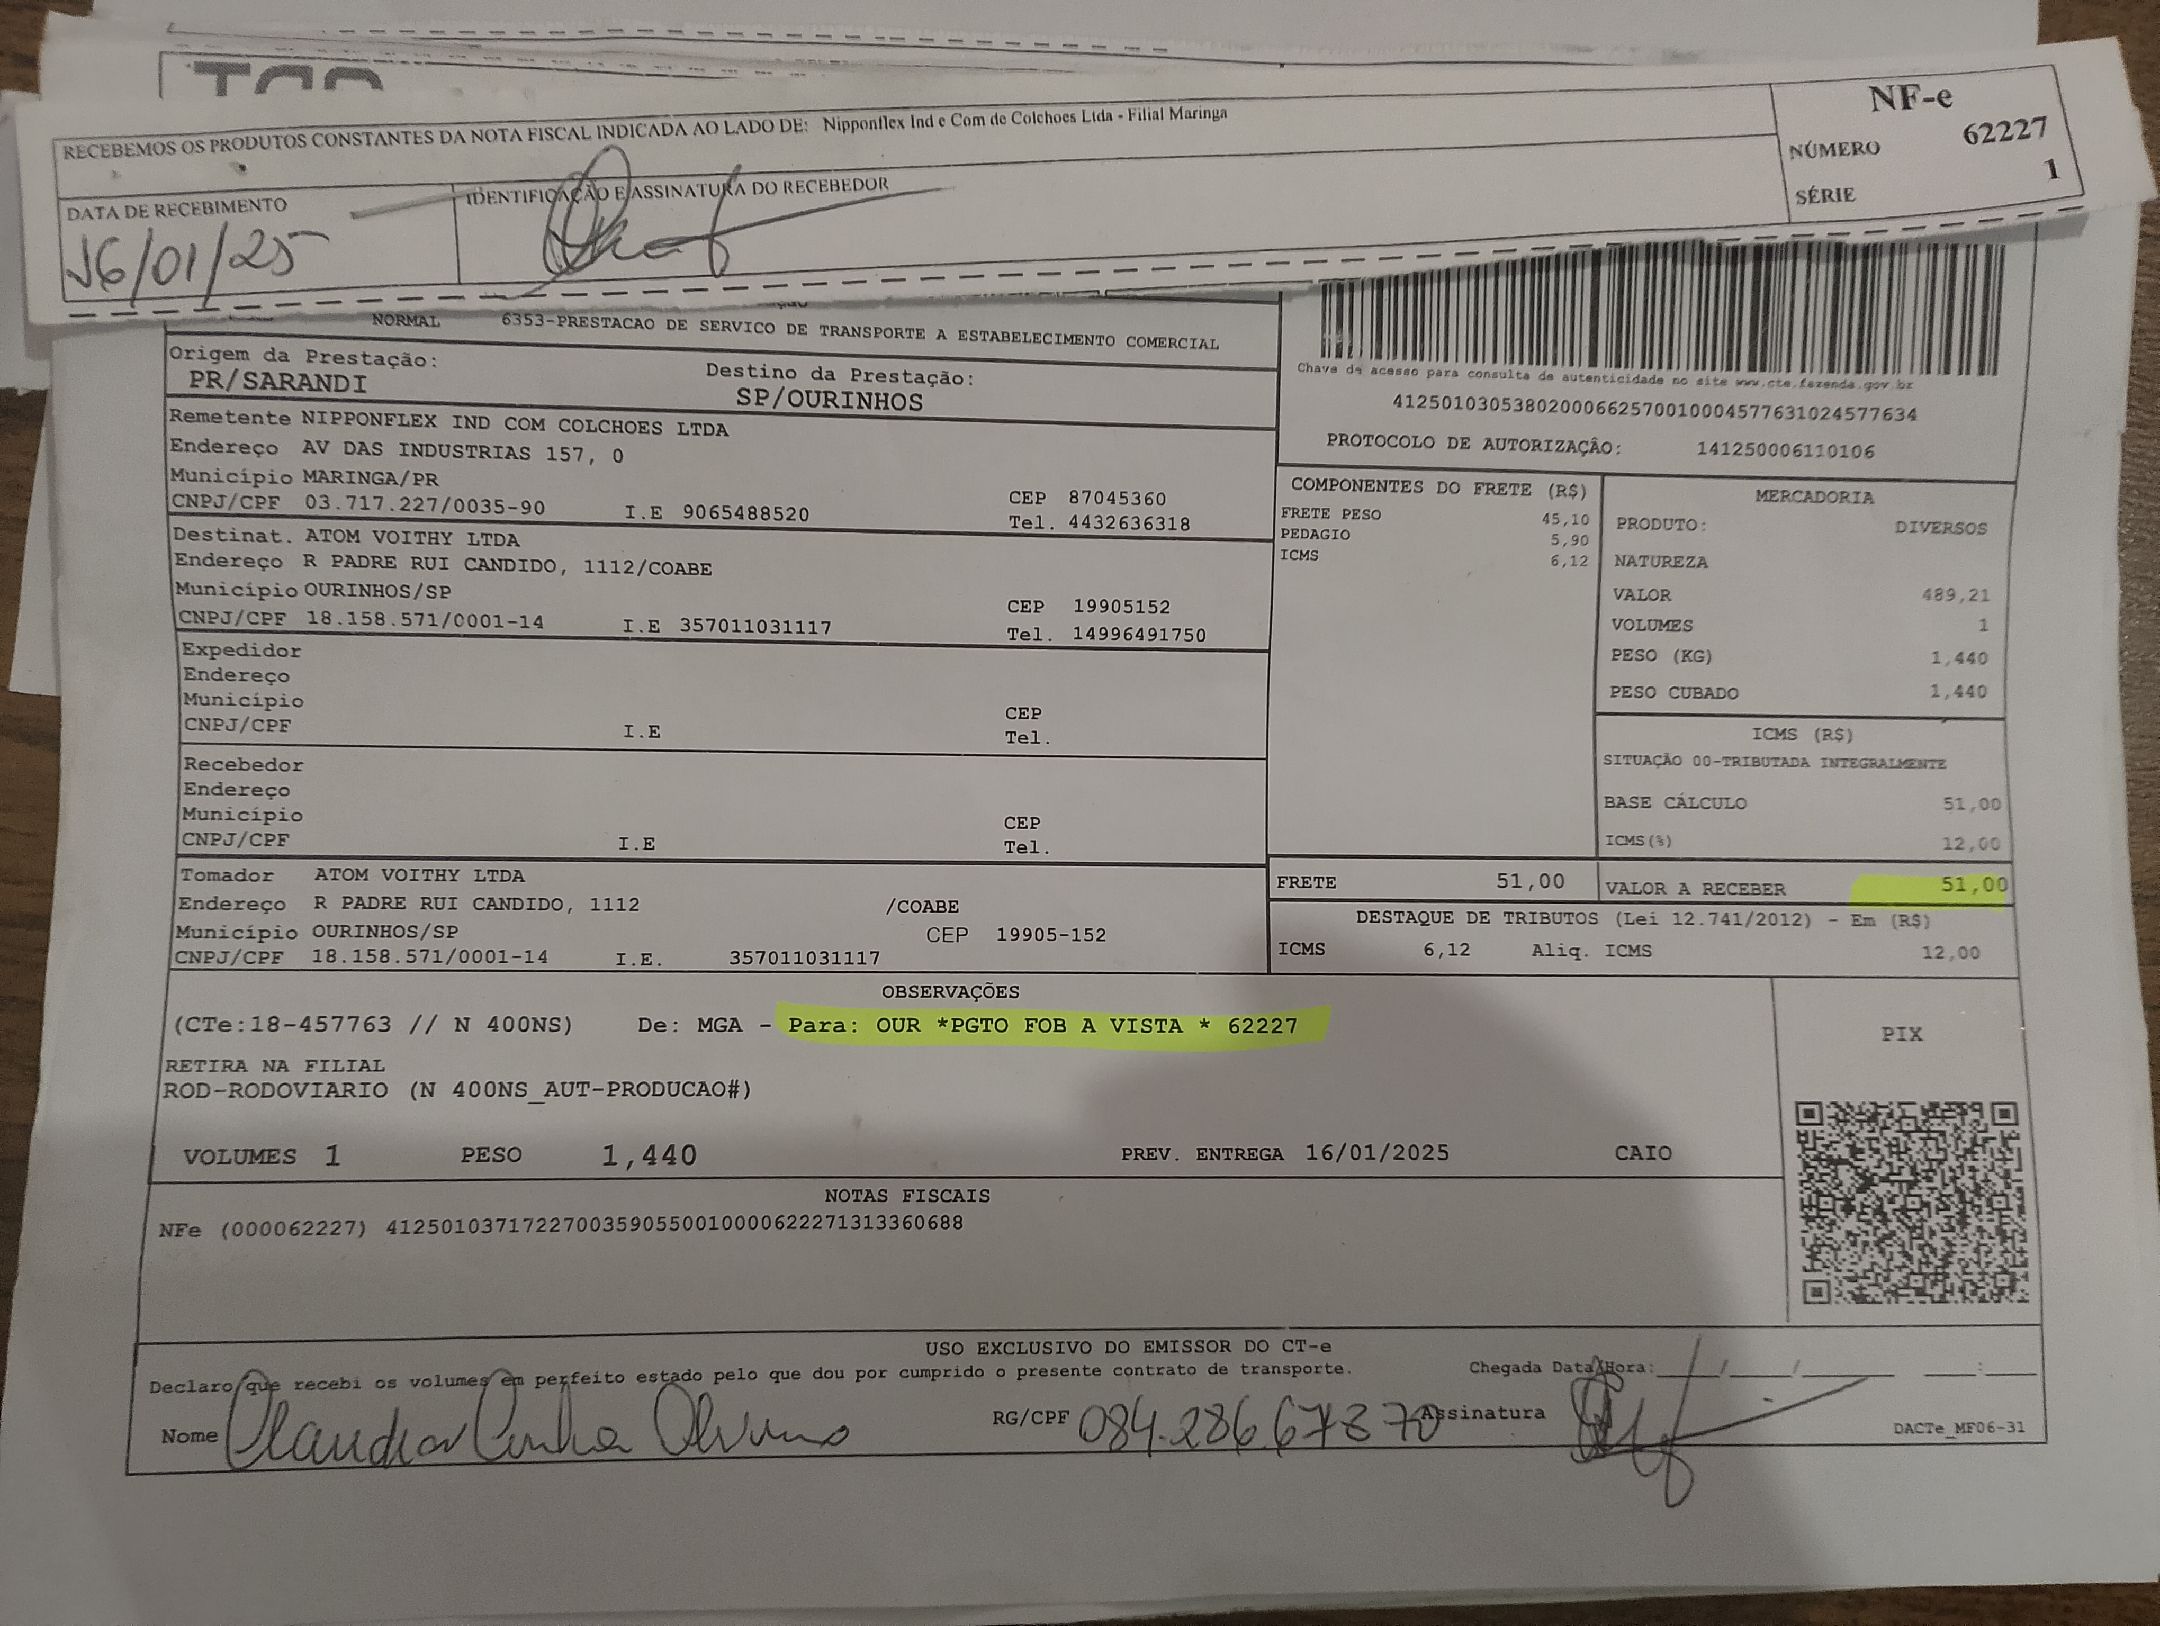 RECEBEMOS OS PRODUTOS CONSTANTES DA NOTA FISCAL INDICADA AO LADO DE: Nipponflex Ind e Com de Colchoes Ltda - Filial Maringa
NF-e
NÚMERO 62227
SÉRIE 1
DATA DE RECEBIMENTO
16/01/25
IDENTIFICAÇÃO E ASSINATURA DO RECEBEDOR
NORMAL 6353-PRESTACAO DE SERVICO DE TRANSPORTE A ESTABELECIMENTO COMERCIAL
Origem da Prestação:
PR/SARANDI
Destino da Prestação:
SP/OURINHOS
Chave de acesso para consulta de autenticidade no site www.cte.fazenda.gov.br
41250103053802000662570010004577631024577634
PROTOCOLO DE AUTORIZAÇÃO: 141250006110106
Remetente NIPPONFLEX IND COM COLCHOES LTDA
Endereço AV DAS INDUSTRIAS 157, 0
Município MARINGA/PR
CEP 87045360
CNPJ/CPF 03.717.227/0035-90 I.E 9065488520
Tel. 4432636318
Destinat. ATOM VOITHY LTDA
Endereço R PADRE RUI CANDIDO, 1112/COABE
Município OURINHOS/SP
CEP 19905152
CNPJ/CPF 18.158.571/0001-14 I.E 357011031117
Tel. 14996491750
Expedidor
Endereço
Município
CEP
CNPJ/CPF I.E
Tel.
Recebedor
Endereço
Município
CEP
CNPJ/CPF I.E
Tel.
Tomador ATOM VOITHY LTDA
Endereço R PADRE RUI CANDIDO, 1112 /COABE
Município OURINHOS/SP CEP 19905-152
CNPJ/CPF 18.158.571/0001-14 I.E. 357011031117
COMPONENTES DO FRETE (R$)
FRETE PESO 45,10
PEDAGIO 5,90
ICMS 6,12
MERCADORIA
PRODUTO: DIVERSOS
NATUREZA
VALOR 489,21
VOLUMES 1
PESO (KG) 1,440
PESO CUBADO 1,440
ICMS (R$)
SITUAÇÃO 00-TRIBUTADA INTEGRALMENTE
BASE CÁLCULO 51,00
ICMS(%) 12,00
FRETE 51,00 VALOR A RECEBER 51,00
DESTAQUE DE TRIBUTOS (Lei 12.741/2012) - Em (R$)
ICMS 6,12 Aliq. ICMS 12,00
OBSERVAÇÕES
(CTe:18-457763 // N 400NS) De: MGA - Para: OUR *PGTO FOB A VISTA * 62227
RETIRA NA FILIAL
ROD-RODOVIARIO (N 400NS_AUT-PRODUCAO#)
PIX
VOLUMES 1 PESO 1,440 PREV. ENTREGA 16/01/2025 CAIO
NOTAS FISCAIS
NFe (000062227) 41250103717227003590550010000622271313360688
USO EXCLUSIVO DO EMISSOR DO CT-e
Declaro que recebi os volumes em perfeito estado pelo que dou por cumprido o presente contrato de transporte. Chegada Data/Hora: __/__/__ __:__
Nome Claudia Cunha RG/CPF 084.286.678 70 Assinatura
DACTe_MF06-31